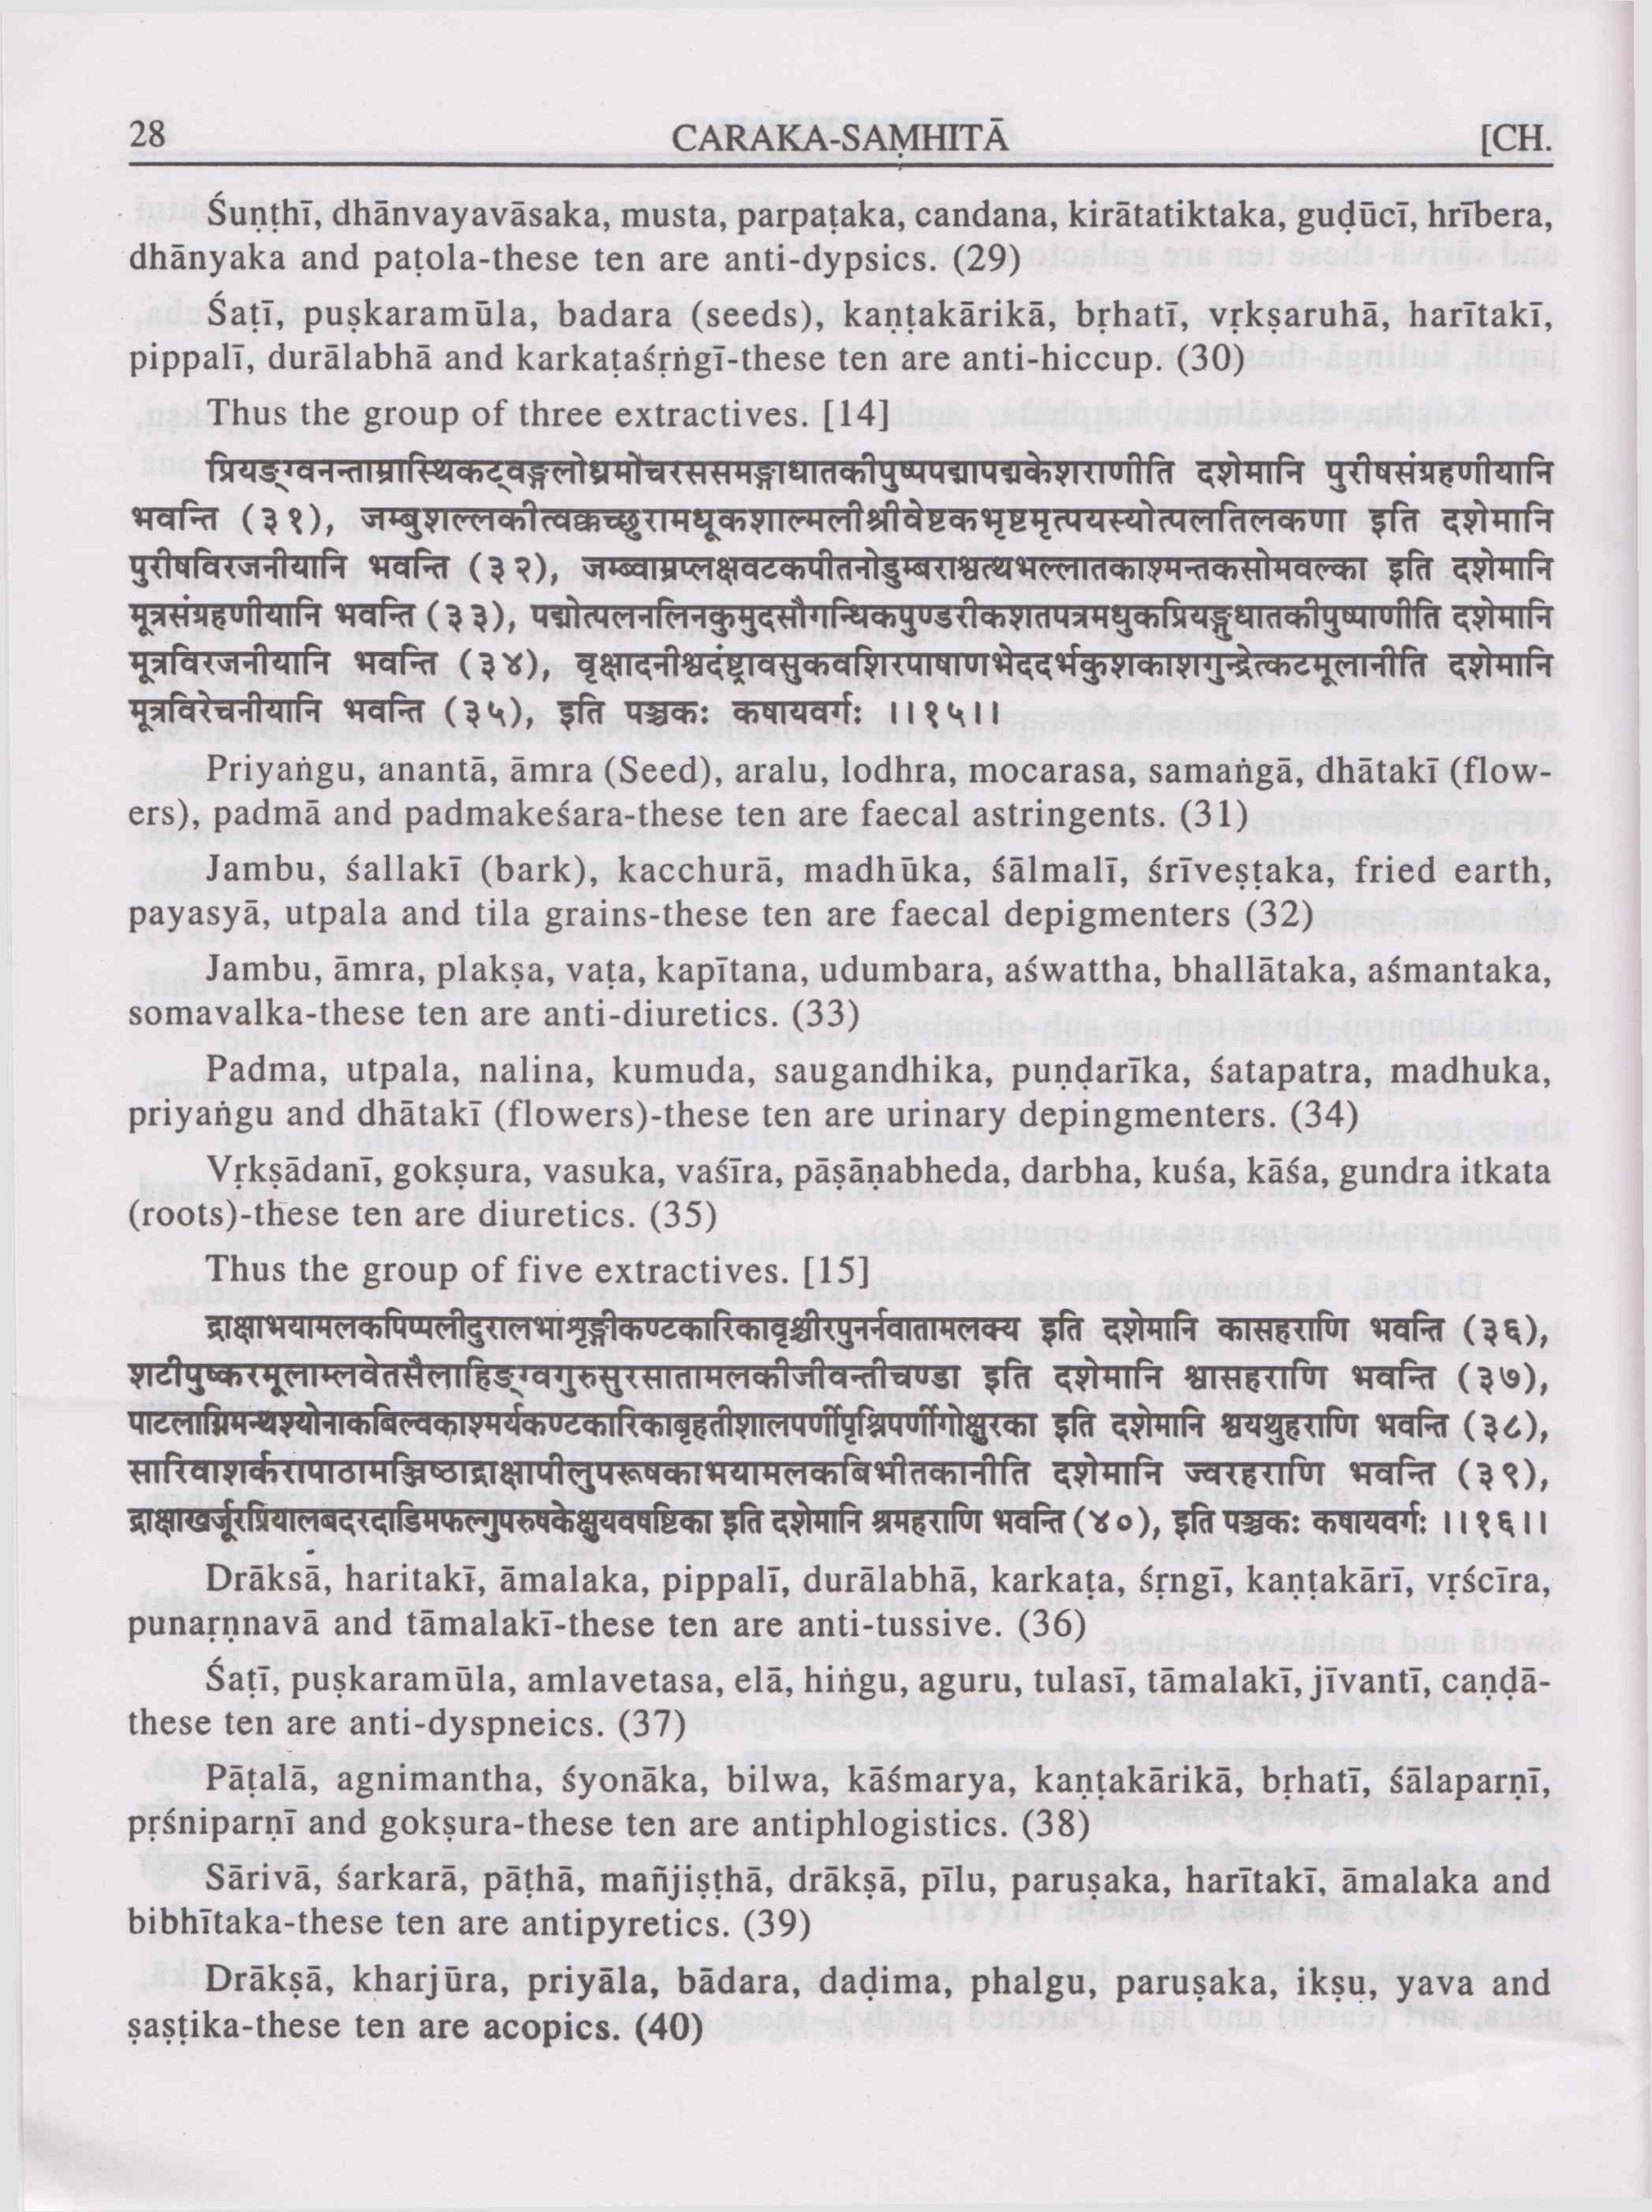 28 CARAKA-SAṂHITĀ [CH.
Śuṇṭhī, dhānvayavāsaka, musta, parpaṭaka, candana, kirātatiktaka, guḍūcī, hrībera,
dhānyaka and paṭola-these ten are anti-dypsics. (29)
Śaṭī, puṣkaramūla, badara (seeds), kaṇṭakārikā, bṛhatī, vṛkṣaruhā, harītakī,
pippalī, durālabhā and karkaṭaśṛṅgī-these ten are anti-hiccup. (30)
Thus the group of three extractives. [14]
प्रियङ्ग्वनन्ताम्रास्थिकट्वङ्गलोध्रमोचरससमङ्गाधातकीपुष्पपद्मापद्मकेशराणीति दशेमानि पुरीषसंग्रहणीयानि
भवन्ति (३१), जम्बुशल्लकीत्वक्कच्छुरामधूकशाल्मलीश्रीवेष्टकभृष्टमृत्पयस्योत्पलतिलकणा इति दशेमानि
पुरीषविरजनीयानि भवन्ति (३२), जम्ब्वाम्रप्लक्षवटकपीतनोडुम्बराश्वत्थभल्लातकाश्मन्तकसोमवल्का इति दशेमानि
मूत्रसंग्रहणीयानि भवन्ति (३३), पद्मोत्पलनलिनकुमुदसौगन्धिकपुण्डरीकशतपत्रमधुकप्रियङ्गुधातकीपुष्पाणीति दशेमानि
मूत्रविरजनीयानि भवन्ति (३४), वृक्षादनीश्वदंष्ट्रावसुकवशिरपाषाणभेददर्भकुशकाशगुन्द्रेत्कटमूलानीति दशेमानि
मूत्रविरेचनीयानि भवन्ति (३५), इति पञ्चकः कषायवर्गः ।।१५।।
Priyaṅgu, anantā, āmra (Seed), aralu, lodhra, mocarasa, samaṅgā, dhātakī (flow-
ers), padmā and padmakeśara-these ten are faecal astringents. (31)
Jambu, śallakī (bark), kacchurā, madhūka, śālmalī, śrīveṣṭaka, fried earth,
payasyā, utpala and tila grains-these ten are faecal depigmenters (32)
Jambu, āmra, plakṣa, vaṭa, kapītana, udumbara, aśwattha, bhallātaka, aśmantaka,
somavalka-these ten are anti-diuretics. (33)
Padma, utpala, nalina, kumuda, saugandhika, puṇḍarīka, śatapatra, madhuka,
priyaṅgu and dhātakī (flowers)-these ten are urinary depingmenters. (34)
Vṛkṣādanī, gokṣura, vasuka, vaśīra, pāṣāṇabheda, darbha, kuśa, kāśa, gundra itkata
(roots)-these ten are diuretics. (35)
Thus the group of five extractives. [15]
द्राक्षाभयामलकपिप्पलीदुरालभाशृङ्गीकण्टकारिकावृश्चीरपुनर्नवातामलक्य इति दशेमानि कासहराणि भवन्ति (३६),
शटीपुष्करमूलाम्लवेतसैलाहिङ्ग्वगुरुसुरसातामलकीजीवन्तीचण्डा इति दशेमानि श्वासहराणि भवन्ति (३७),
पाटलाग्निमन्थश्योनाकबिल्वकाश्मर्यकण्टकारिकाबृहतीशालपर्णीपृश्निपर्णीगोक्षुरका इति दशेमानि श्वयथुहराणि भवन्ति (३८),
सारिवाशर्करापाठामञ्जिष्ठाद्राक्षापीलुपरूषकाभयामलकबिभीतकानीति दशेमानि ज्वरहराणि भवन्ति (३९),
द्राक्षाखर्जूरप्रियालबदरदाडिमफल्गुपरुषकेक्षुयवषष्टिका इति दशेमानि श्रमहराणि भवन्ति (४०), इति पञ्चकः कषायवर्गः ।।१६।।
Drāksā, haritakī, āmalaka, pippalī, durālabhā, karkaṭa, śṛngī, kaṇṭakārī, vṛścīra,
punarṇṇavā and tāmalakī-these ten are anti-tussive. (36)
Śaṭī, puṣkaramūla, amlavetasa, elā, hiṅgu, aguru, tulasī, tāmalakī, jīvantī, caṇḍā-
these ten are anti-dyspneics. (37)
Pāṭalā, agnimantha, śyonāka, bilwa, kāśmarya, kaṇṭakārikā, bṛhatī, śālaparṇī,
pṛśniparṇī and gokṣura-these ten are antiphlogistics. (38)
Sārivā, śarkarā, pāṭhā, mañjiṣṭhā, drākṣā, pīlu, paruṣaka, harītakī, āmalaka and
bibhītaka-these ten are antipyretics. (39)
Drākṣā, kharjūra, priyāla, bādara, daḍima, phalgu, paruṣaka, ikṣu, yava and
ṣaṣṭika-these ten are acopics. (40)